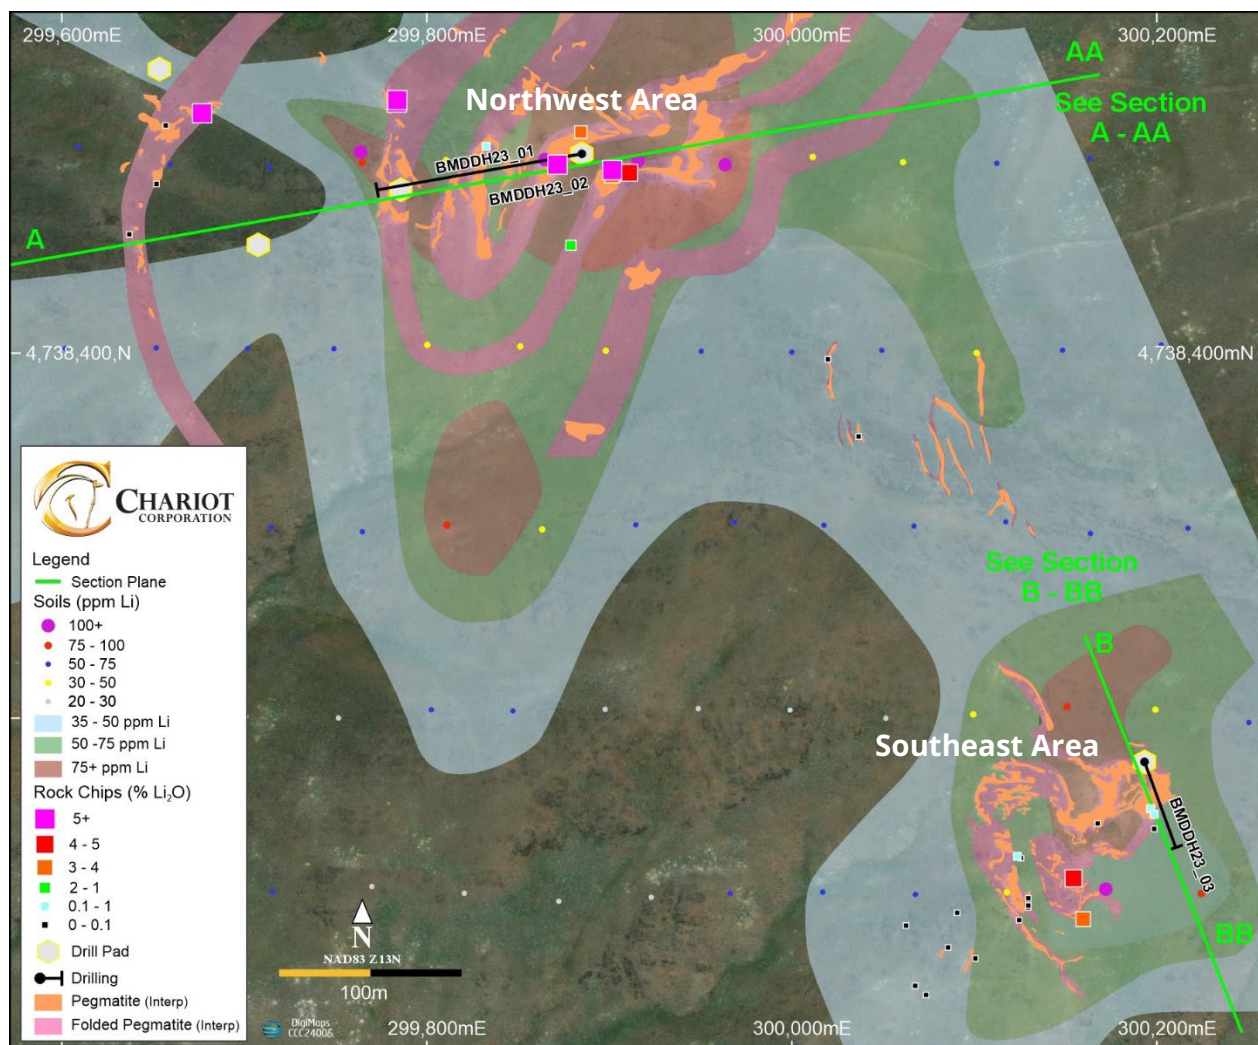 299,600mE 299,800mE 300,000mE 300,200mE
AA
Northwest Area
See Section
A - AA
BMDDH23_01
BMDDH23_02
A
4,738,400,N 4,738,400mN
CHARIOT
CORPORATION
Legend
Section Plane
Soils (ppm Li)
100+
75 - 100
50 - 75
30 - 50
20 - 30
35 - 50 ppm Li
50 -75 ppm Li
75+ ppm Li
Rock Chips (% Li₂O)
5+
4 - 5
3 - 4
2 - 1
0.1 - 1
0 - 0.1
Drill Pad
Drilling
Pegmatite (Interp)
Folded Pegmatite (Interp)
See Section
B - BB
B
Southeast Area
BMDDH23_03
BB
N
NAD83 Z13N
100m
DigiMaps
CCC24006
299,800mE 300,000mE 300,200mE